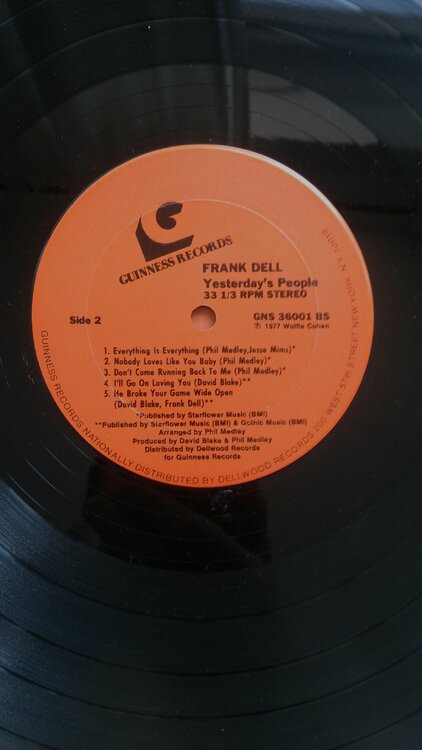 GUINNESS RECORDS
FRANK DELL
Yesterday's People
33 1/3 RPM STEREO
Side 2
GNS 36001 BS
℗ 1977 Wolfie Cohen
1. Everything is Everything (Phil Medley,Jesse Mims)*
2. Nobody Loves Like You Baby (Phil Medley)*
3. Don't Come Running Back To Me (Phil Medley)*
4. I'll Go On Loving You (David Blake)**
5. He Broke Your Game Wide Open
(David Blake, Frank Dell)**
*Published by Starflower Music (BMI)
**Published by Starflower Music (BMI) & Gothic Music (BMI)
Arranged by Phil Medley
Produced by David Blake & Phil Medley
Distributed by Dellwood Records
for Guinness Records
GUINNESS RECORDS NATIONALLY DISTRIBUTED BY DELLWOOD RECORDS 200 WEST 57th STREET NEW YORK, NY 10019